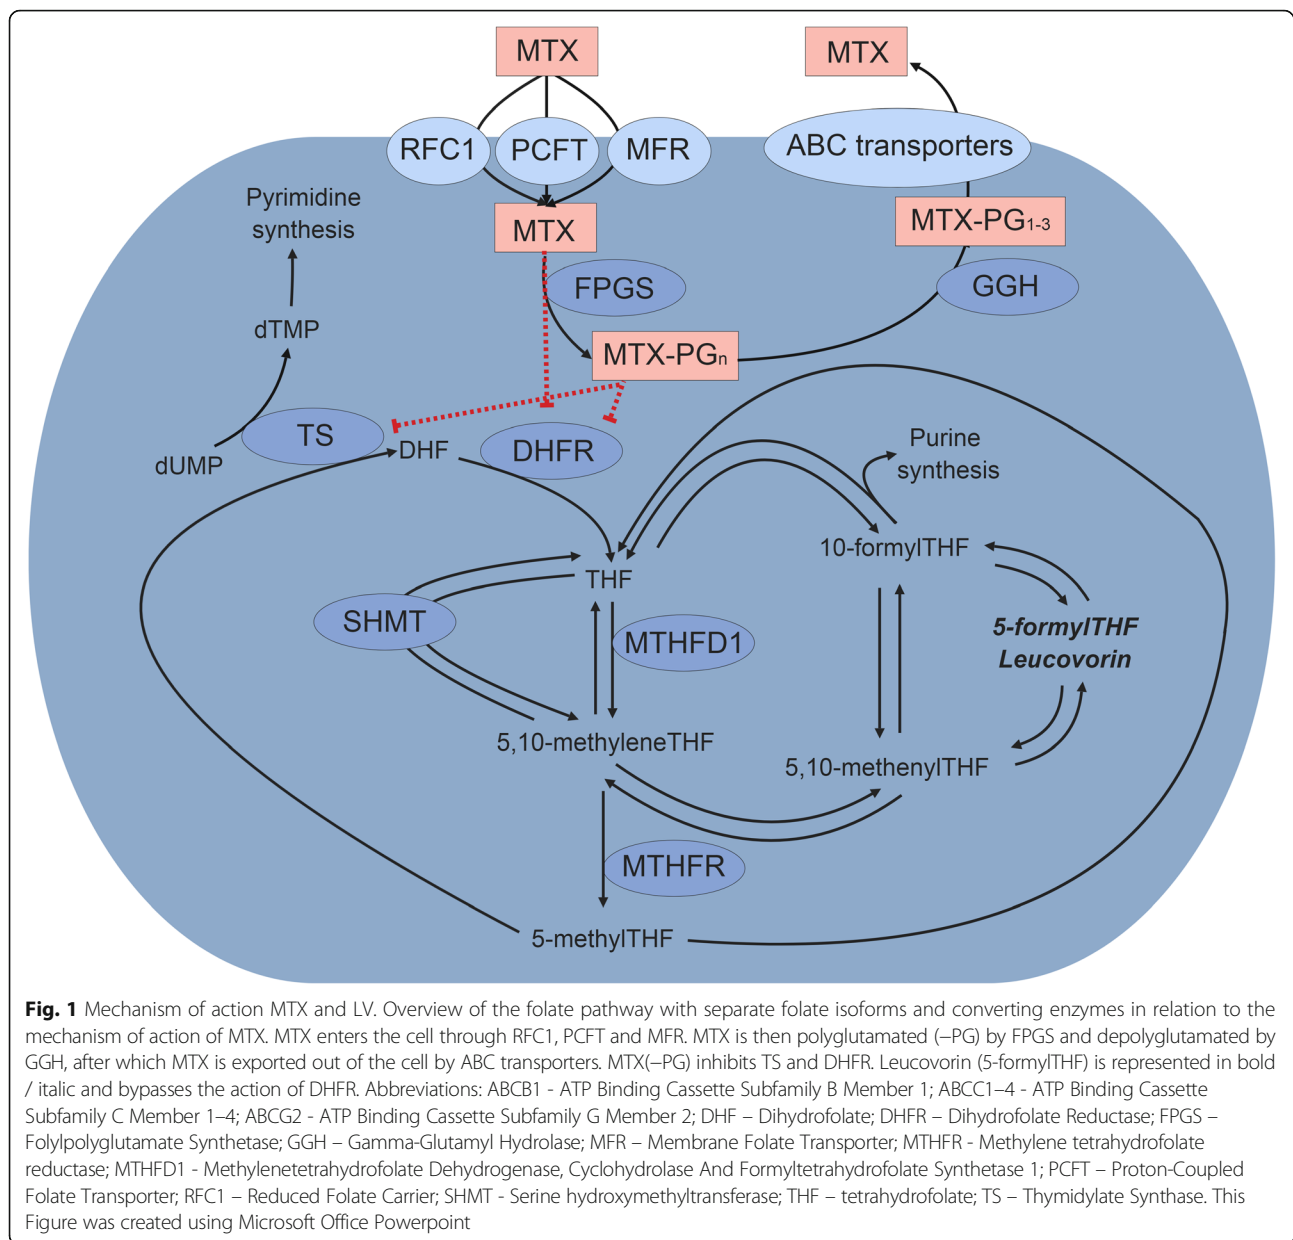 MTX
MTX
RFC1
PCFT
MFR
ABC transporters
Pyrimidine
synthesis
MTX
MTX-PG1-3
FPGS
GGH
dTMP
MTX-PGn
TS
DHF
DHFR
dUMP
Purine
synthesis
10-formylTHF
THF
SHMT
MTHFD1
5-formylTHF
Leucovorin
5,10-methyleneTHF
5,10-methenylTHF
MTHFR
5-methylTHF
Fig. 1 Mechanism of action MTX and LV. Overview of the folate pathway with separate folate isoforms and converting enzymes in relation to the
mechanism of action of MTX. MTX enters the cell through RFC1, PCFT and MFR. MTX is then polyglutamated (–PG) by FPGS and depolyglutamated by
GGH, after which MTX is exported out of the cell by ABC transporters. MTX(–PG) inhibits TS and DHFR. Leucovorin (5-formylTHF) is represented in bold
/ italic and bypasses the action of DHFR. Abbreviations: ABCB1 - ATP Binding Cassette Subfamily B Member 1; ABCC1–4 - ATP Binding Cassette
Subfamily C Member 1–4; ABCG2 - ATP Binding Cassette Subfamily G Member 2; DHF – Dihydrofolate; DHFR – Dihydrofolate Reductase; FPGS –
Folylpolyglutamate Synthetase; GGH – Gamma-Glutamyl Hydrolase; MFR – Membrane Folate Transporter; MTHFR - Methylene tetrahydrofolate
reductase; MTHFD1 - Methylenetetrahydrofolate Dehydrogenase, Cyclohydrolase And Formyltetrahydrofolate Synthetase 1; PCFT – Proton-Coupled
Folate Transporter; RFC1 – Reduced Folate Carrier; SHMT - Serine hydroxymethyltransferase; THF – tetrahydrofolate; TS – Thymidylate Synthase. This
Figure was created using Microsoft Office Powerpoint